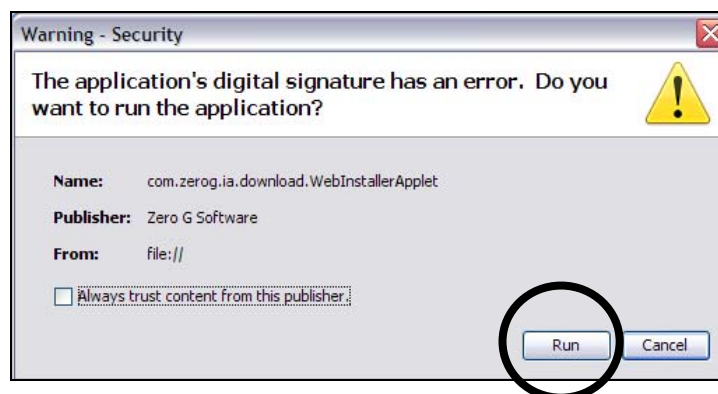 Warning - Security
The application's digital signature has an error. Do you
want to run the application?
Name: com.zerog.ia.download.WebInstallerApplet
Publisher: Zero G Software
From: file://
Always trust content from this publisher.
Run Cancel